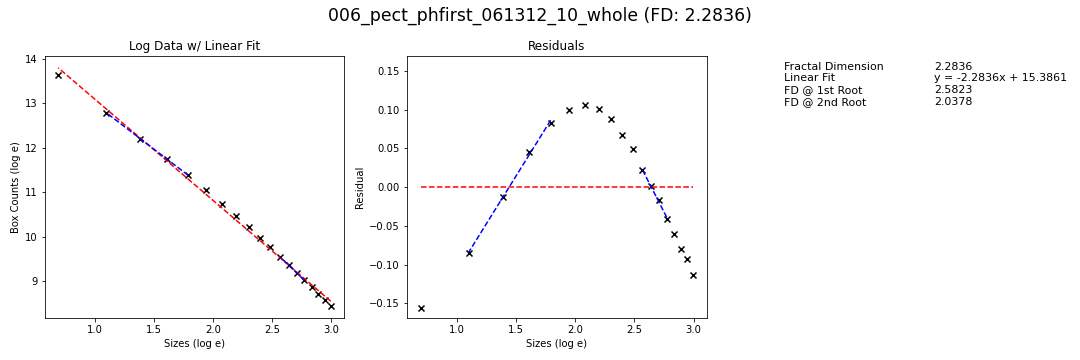 006_pect_phfirst_061312_10_whole (FD: 2.2836)
Log Data w/ Linear Fit
Box Counts (log e)
14
13
12
11
10
9
1.0
1.5
2.0
2.5
3.0
Sizes (log e)
Residuals
Residual
0.15
0.10
0.05
0.00
−0.05
−0.10
−0.15
1.0
1.5
2.0
2.5
3.0
Sizes (log e)
Fractal Dimension 2.2836
Linear Fit y = -2.2836x + 15.3861
FD @ 1st Root 2.5823
FD @ 2nd Root 2.0378